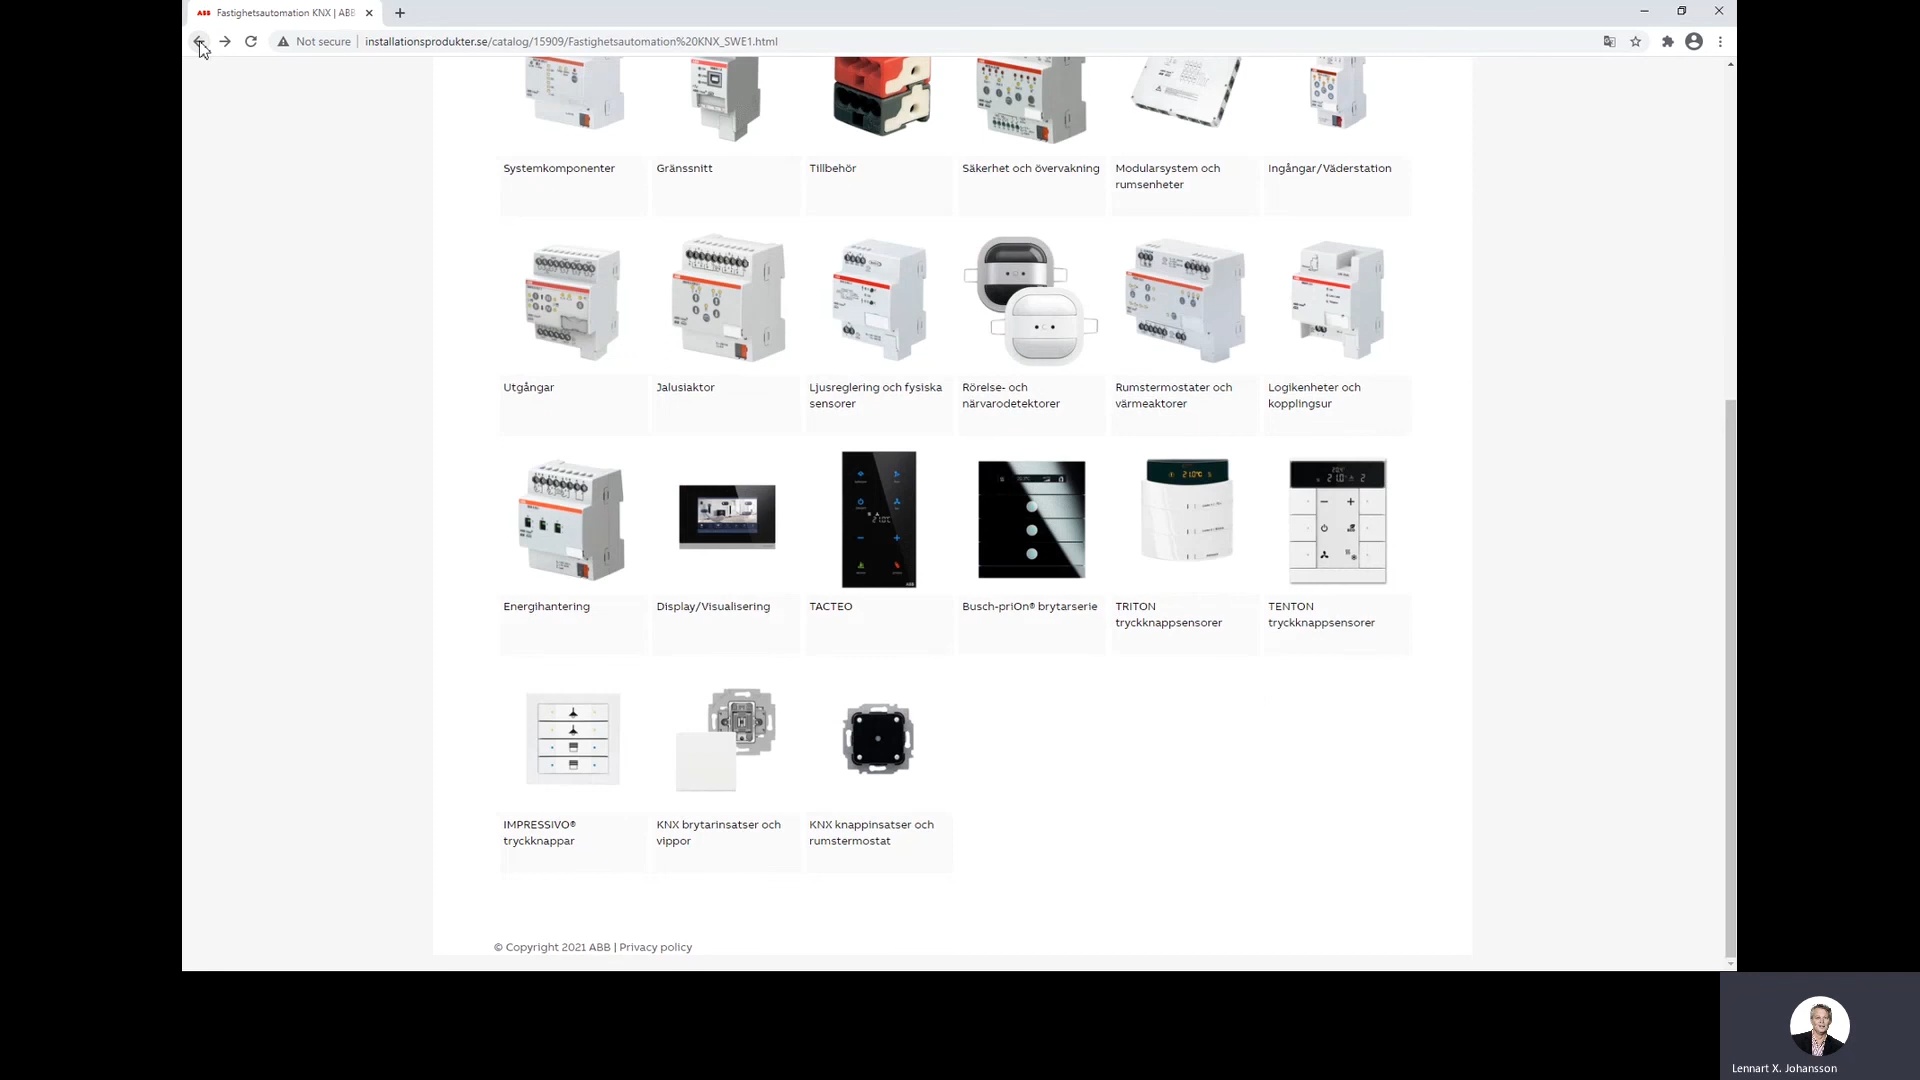 ABB Fastighetsautomation KNX | ABB
Not secure | installationsprodukter.se/catalog/15909/Fastighetsautomation%20KNX_SWE1.html
Systemkomponenter
Gränssnitt
Tillbehör
Säkerhet och övervakning
Modularsystem och
rumsenheter
Ingångar/Väderstation
Utgångar
Jalusiaktor
Ljusreglering och fysiska
sensorer
Rörelse- och
närvarodetektorer
Rumstermostater och
värmeaktorer
Logikenheter och
kopplingsur
Energihantering
Display/Visualisering
TACTEO
Busch-priOn® brytarserie
TRITON
tryckknappsensorer
TENTON
tryckknappsensorer
IMPRESSIVO®
tryckknappar
KNX brytarinsatser och
vippor
KNX knappinsatser och
rumstermostat
© Copyright 2021 ABB | Privacy policy
Lennart X. Johansson